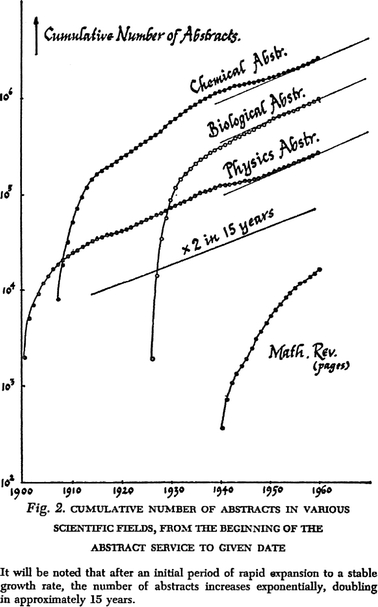 Cumulative Number of Abstracts.
Chemical Abstr.
10⁶
Biological Abstr.
Physics Abstr.
10⁵
×2 in 15 years
10⁴
Math. Rev.
(pages)
10³
10²
1900 1910 1920 1930 1940 1950 1960
Fig. 2. CUMULATIVE NUMBER OF ABSTRACTS IN VARIOUS
SCIENTIFIC FIELDS, FROM THE BEGINNING OF THE
ABSTRACT SERVICE TO GIVEN DATE
It will be noted that after an initial period of rapid expansion to a stable
growth rate, the number of abstracts increases exponentially, doubling
in approximately 15 years.